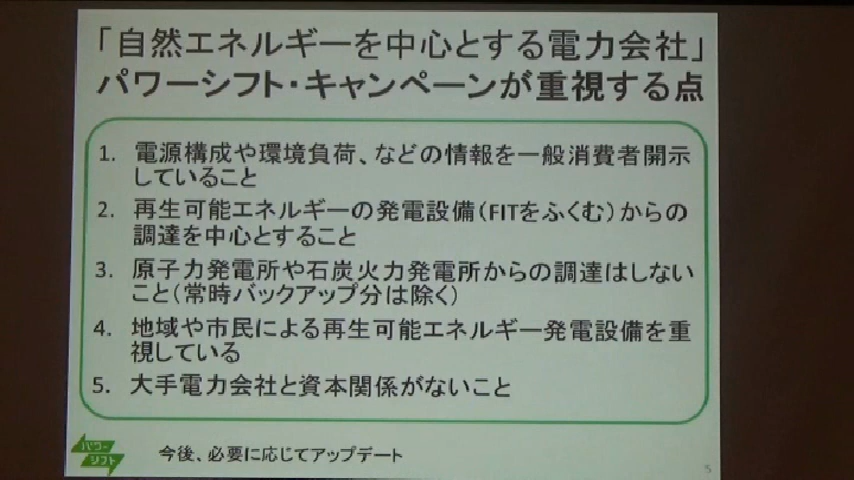 「自然エネルギーを中心とする電力会社」
パワーシフト・キャンペーンが重視する点
1. 電源構成や環境負荷、などの情報を一般消費者開示
していること
2. 再生可能エネルギーの発電設備（FITをふくむ）からの
調達を中心とすること
3. 原子力発電所や石炭火力発電所からの調達はしない
こと（常時バックアップ分は除く）
4. 地域や市民による再生可能エネルギー発電設備を重
視している
5. 大手電力会社と資本関係がないこと
パワー
シフト
今後、必要に応じてアップデート
5